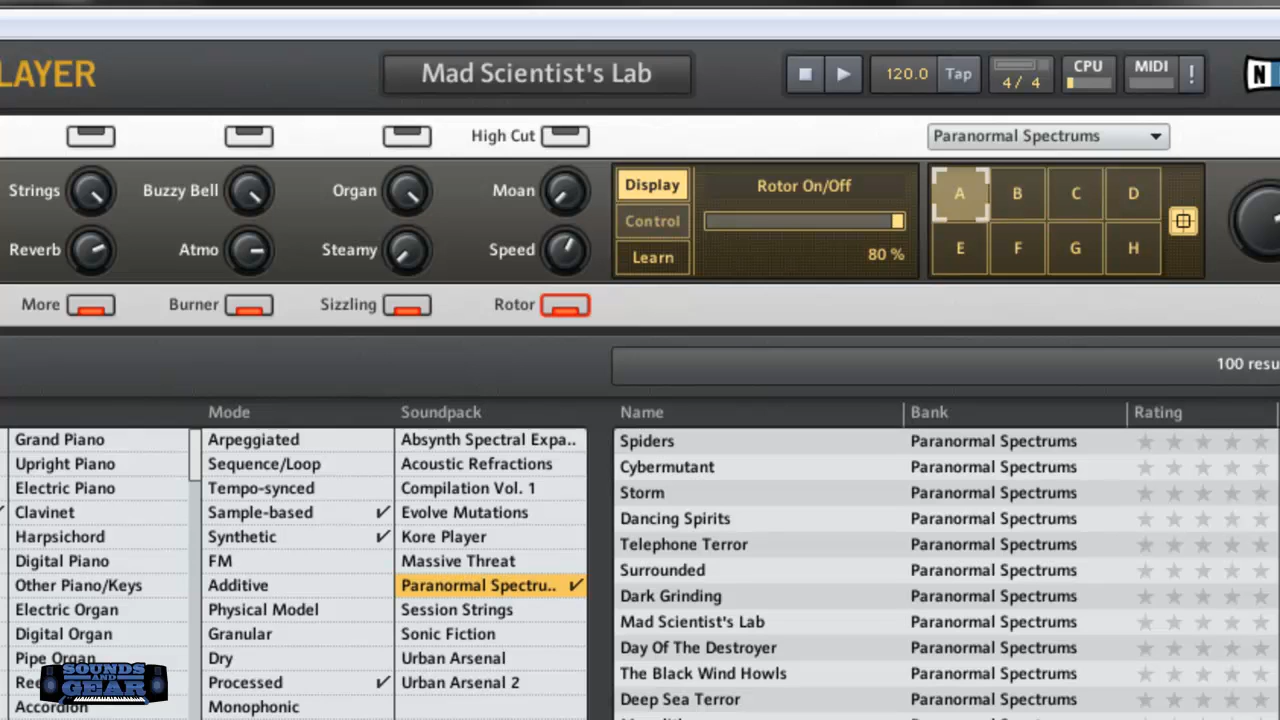 LAYER
Mad Scientist's Lab
120.0
Tap
4/ 4
CPU
MIDI
!
N
High Cut
Paranormal Spectrums
Strings
Buzzy Bell
Organ
Moan
Display
Rotor On/Off
A
B
C
D
Control
Reverb
Atmo
Steamy
Speed
Learn
80 %
E
F
G
H
More
Burner
Sizzling
Rotor
100 resu
Mode
Soundpack
Name
Bank
Rating
Grand Piano
Arpeggiated
Absynth Spectral Expa..
Spiders
Paranormal Spectrums
Upright Piano
Sequence/Loop
Acoustic Refractions
Cybermutant
Paranormal Spectrums
Electric Piano
Tempo-synced
Compilation Vol. 1
Storm
Paranormal Spectrums
Clavinet
Sample-based
Evolve Mutations
Dancing Spirits
Paranormal Spectrums
Harpsichord
Synthetic
Kore Player
Telephone Terror
Paranormal Spectrums
Digital Piano
FM
Massive Threat
Surrounded
Paranormal Spectrums
Other Piano/Keys
Additive
Paranormal Spectru..
Dark Grinding
Paranormal Spectrums
Electric Organ
Physical Model
Session Strings
Mad Scientist's Lab
Paranormal Spectrums
Digital Organ
Granular
Sonic Fiction
Day Of The Destroyer
Paranormal Spectrums
Pipe Organ
Dry
Urban Arsenal
The Black Wind Howls
Paranormal Spectrums
Ree
Processed
Urban Arsenal 2
Deep Sea Terror
Paranormal Spectrums
Accordion
Monophonic
SOUNDS
AND
GEAR